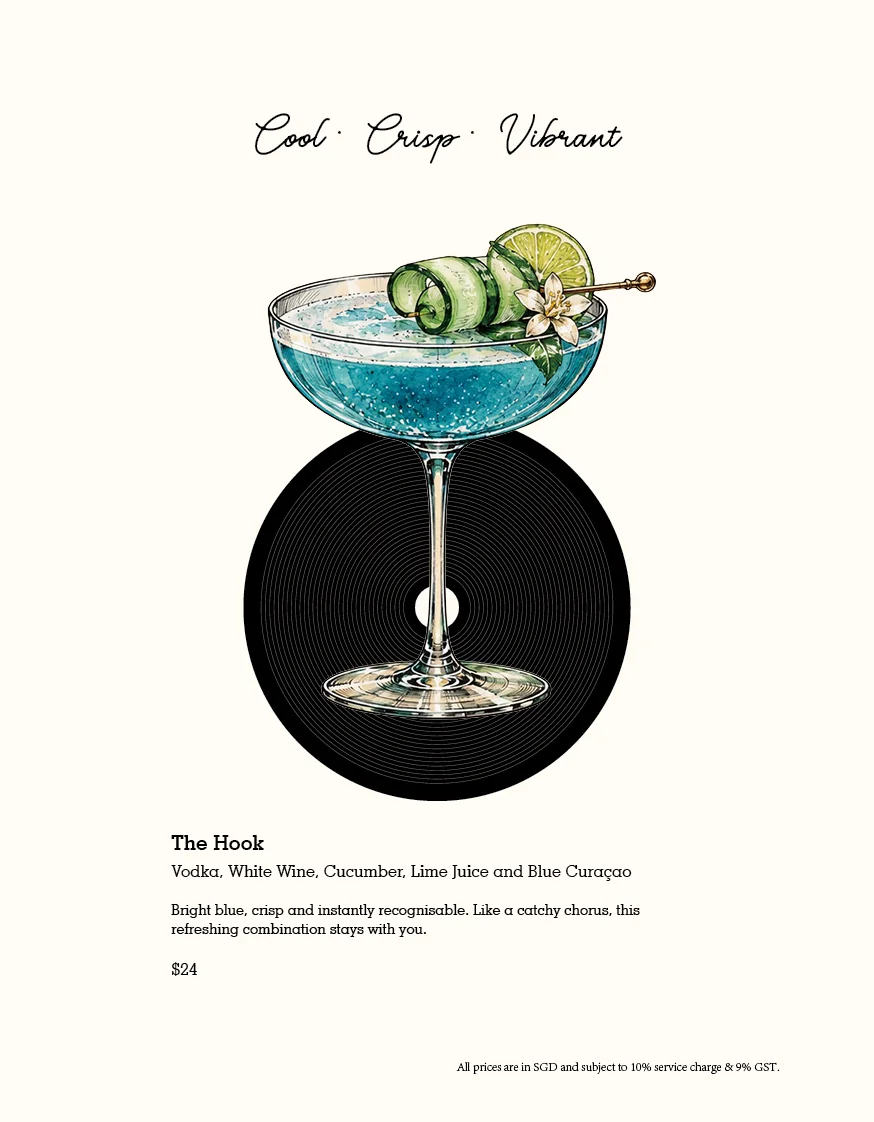 Cool · Crisp · Vibrant
The Hook
Vodka, White Wine, Cucumber, Lime Juice and Blue Curaçao
Bright blue, crisp and instantly recognisable. Like a catchy chorus, this
refreshing combination stays with you.
$24
All prices are in SGD and subject to 10% service charge & 9% GST.